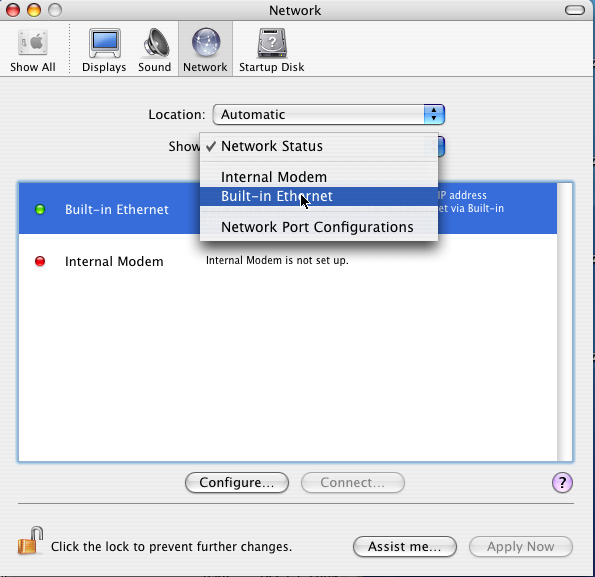 Network
Show All
Displays
Sound
Network
Startup Disk
Location:
Automatic
Show
✓ Network Status
Internal Modem
Built-in Ethernet
Network Port Configurations
Built-in Ethernet
IP address
et via Built-in
Internal Modem
Internal Modem is not set up.
Configure...
Connect...
?
Click the lock to prevent further changes.
Assist me...
Apply Now